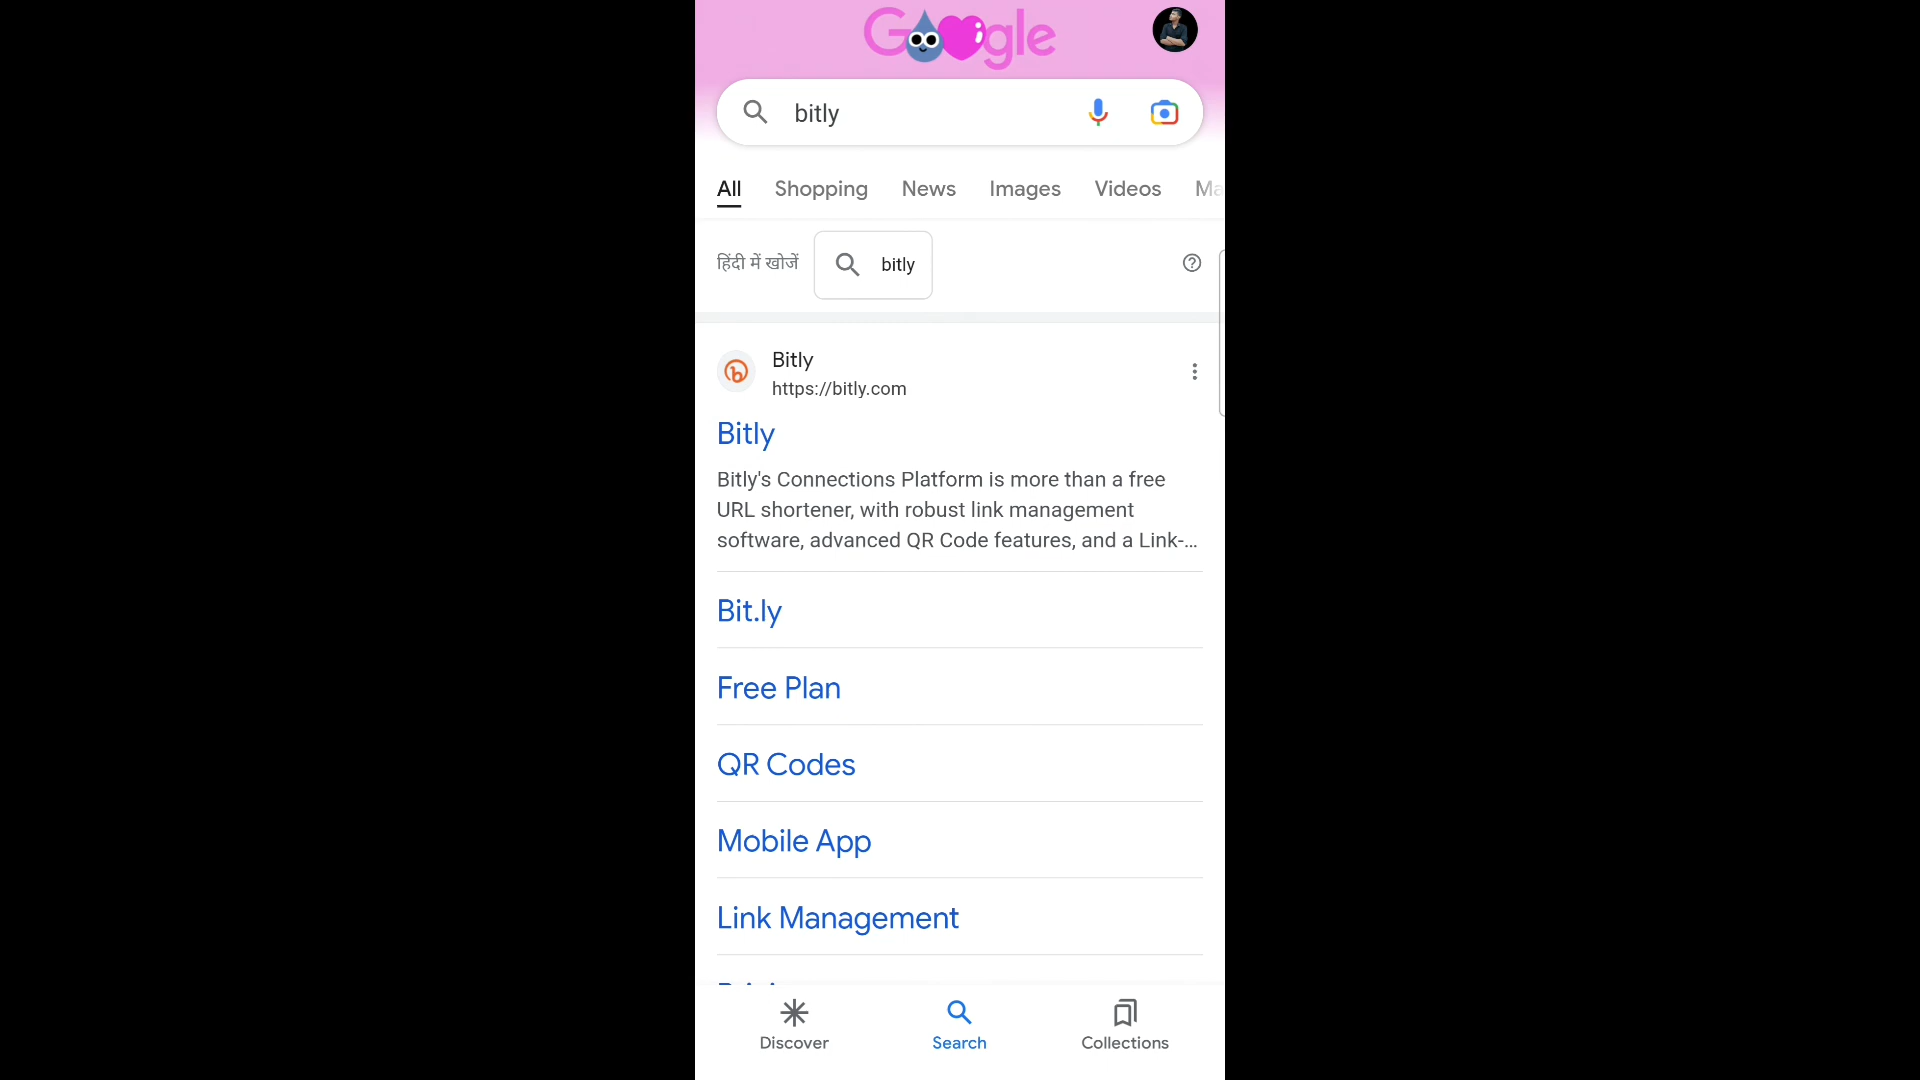 Google
bitly
All Shopping News Images Videos Ma
हिंदी में खोजें bitly
Bitly
https://bitly.com
Bitly
Bitly's Connections Platform is more than a free
URL shortener, with robust link management
software, advanced QR Code features, and a Link-...
Bit.ly
Free Plan
QR Codes
Mobile App
Link Management
Discover Search Collections